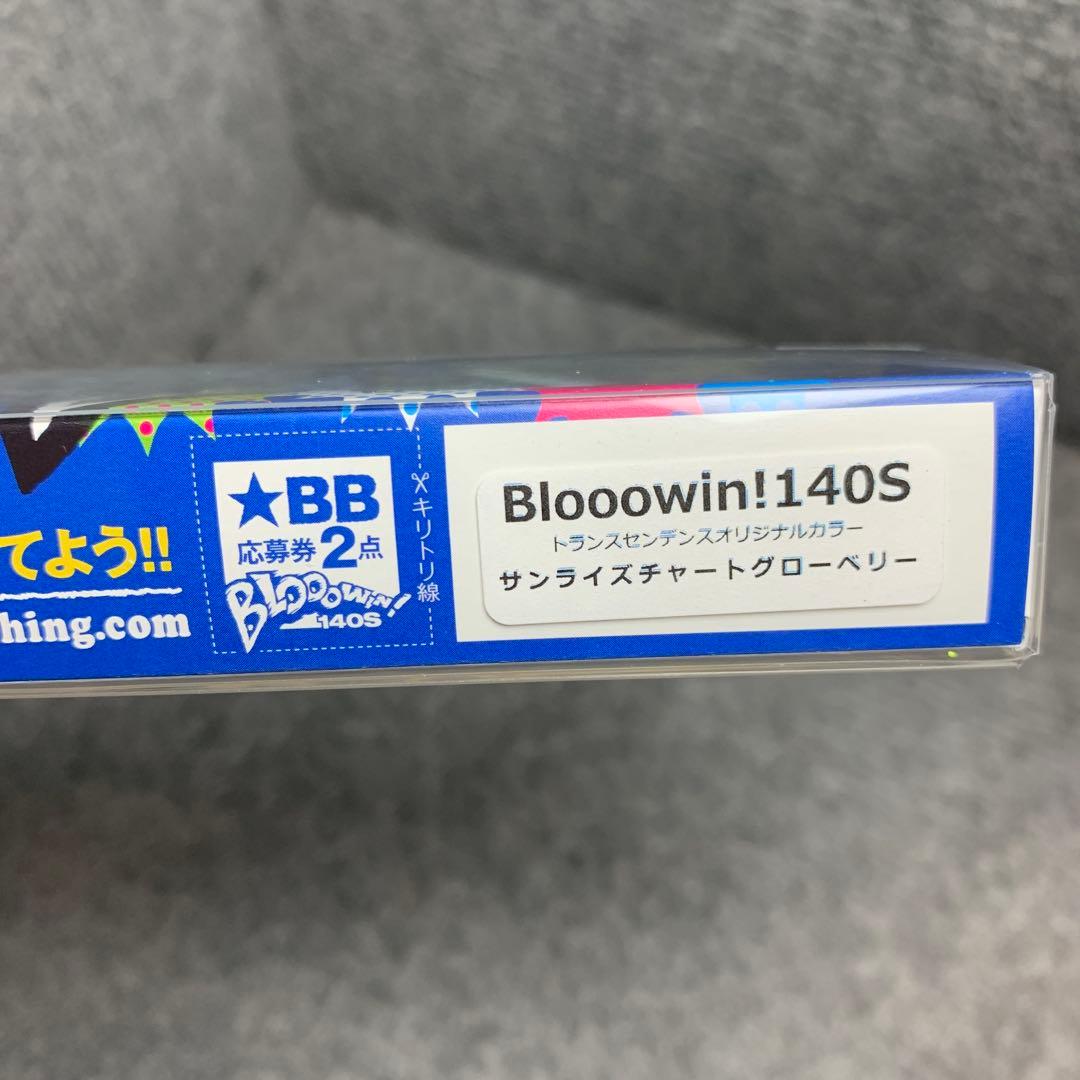 てよう!!
hing.com
★BB
応募券2点
BLOOOWIN!
140S
キリトリ線
Blooowin!140S
トランスセンデンスオリジナルカラー
サンライズチャートグローベリー